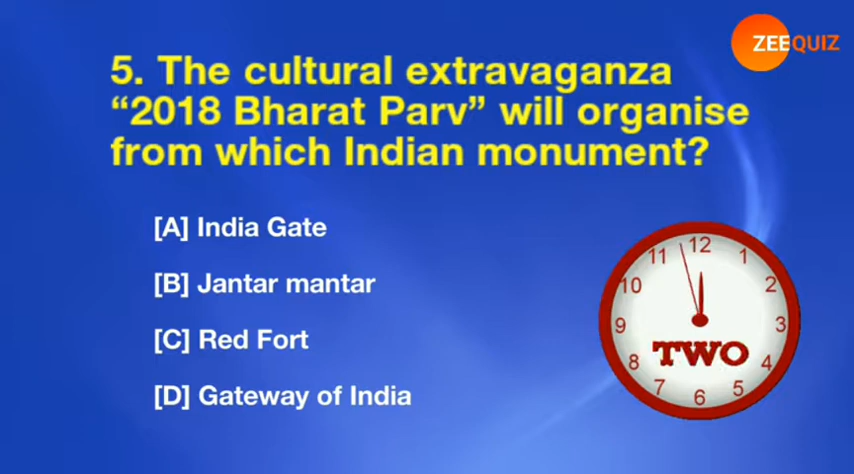 ZEEQUIZ
5. The cultural extravaganza
“2018 Bharat Parv” will organise
from which Indian monument?
[A] India Gate
[B] Jantar mantar
[C] Red Fort
[D] Gateway of India
12
11 1
10 2
9 3
TWO
8 4
7 5
6